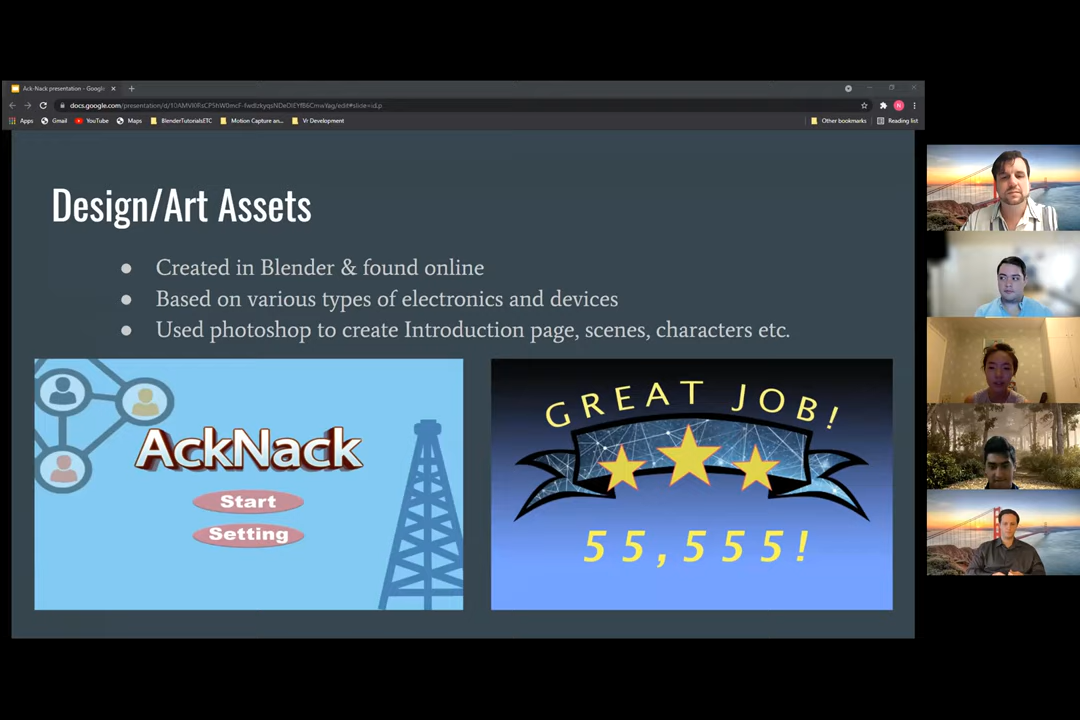 Ack-Nack presentation - Google
Apps
Gmail
YouTube
Maps
BlenderTutorialsETC
Motion Capture an...
Vr Development
Other bookmarks
Reading list
Design/Art Assets
● Created in Blender & found online
● Based on various types of electronics and devices
● Used photoshop to create Introduction page, scenes, characters etc.
AckNack
Start
Setting
GREAT JOB!
55,555!